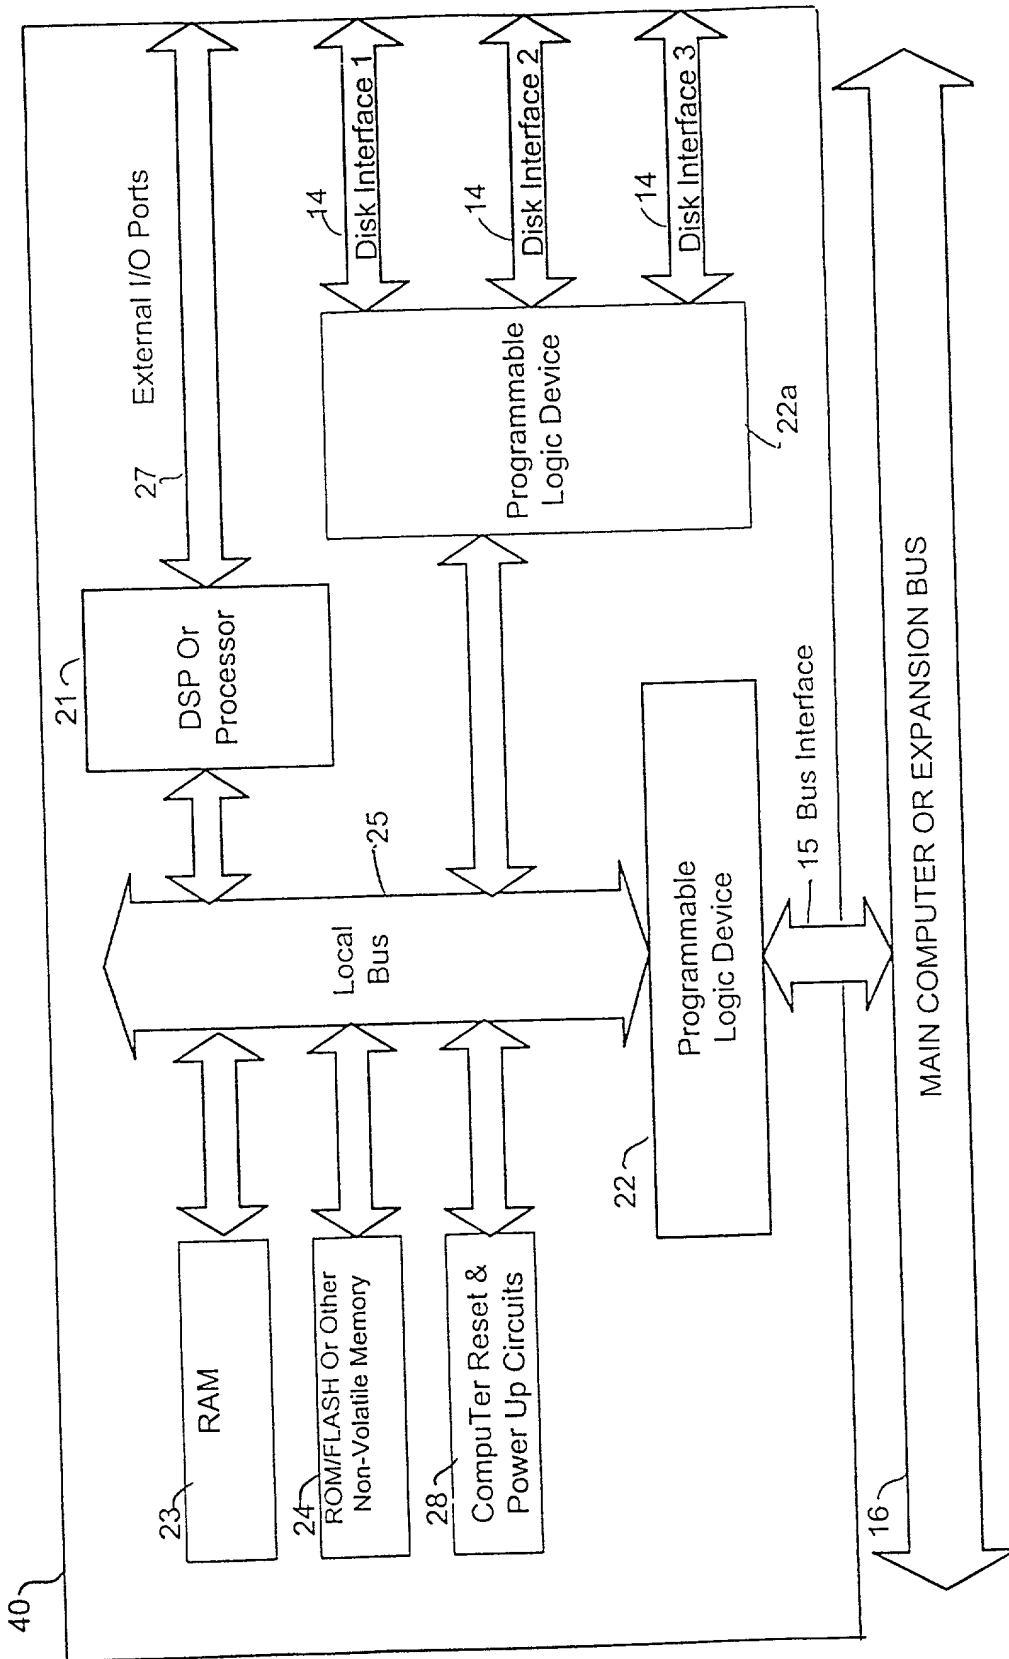 40
23
RAM
24
ROM/FLASH Or Other
Non-Volatile Memory
28
CompuTer Reset &
Power Up Circuits
Local
Bus
25
21
DSP Or
Processor
27
External I/O Ports
14
Disk Interface 1
14
Disk Interface 2
14
Disk Interface 3
Programmable
Logic Device
22a
22
Programmable
Logic Device
15 Bus Interface
16
MAIN COMPUTER OR EXPANSION BUS